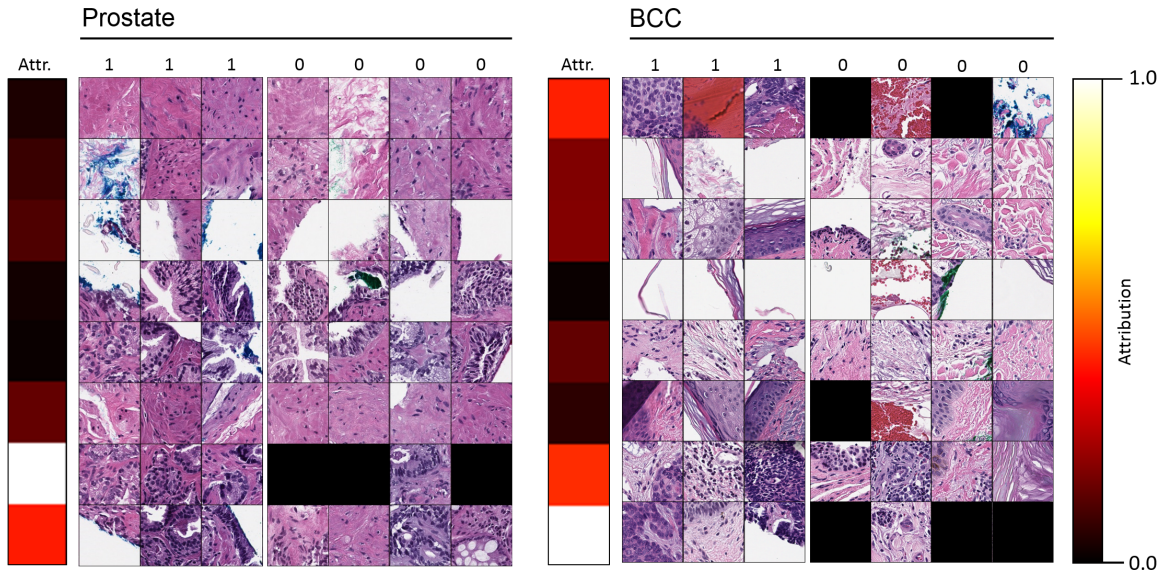 Prostate
BCC
Attr. 1 1 1 0 0 0 0
Attr. 1 1 1 0 0 0 0
1.0
Attribution
0.0